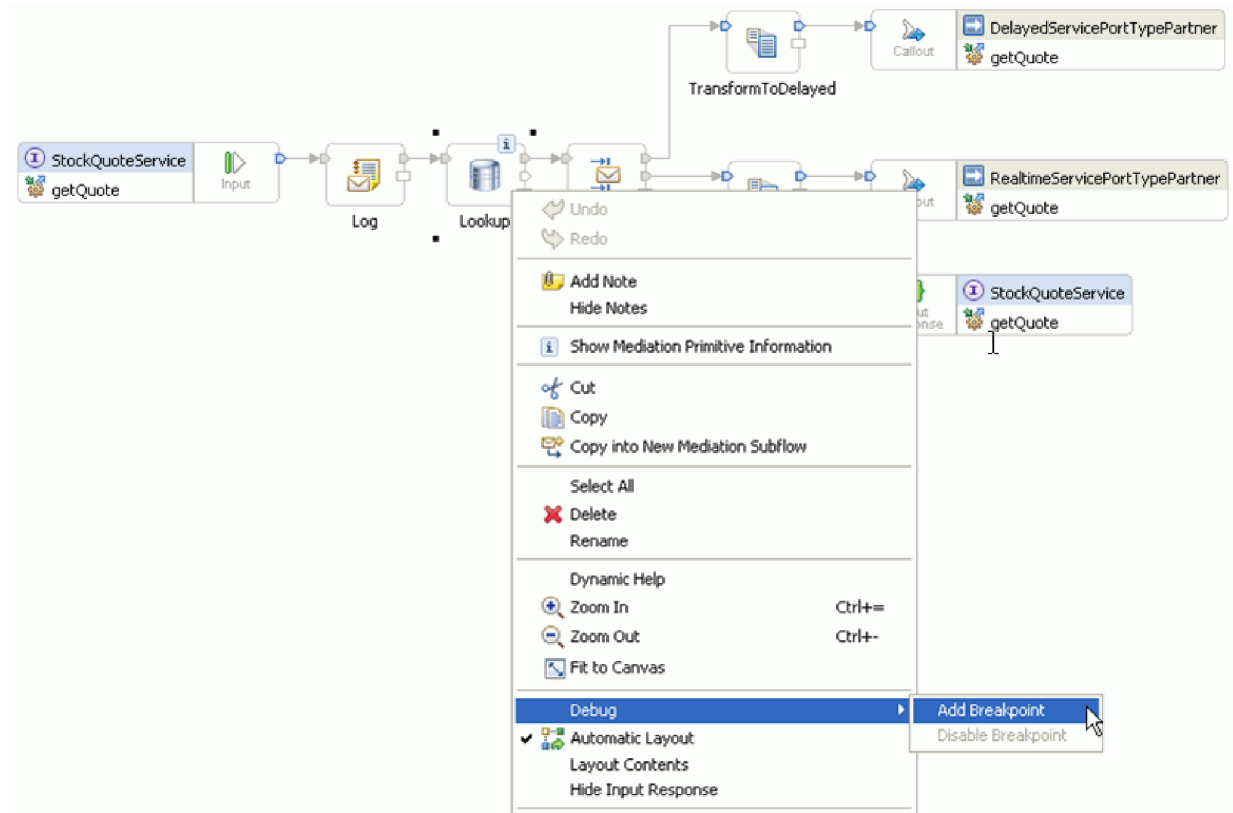 DelayedServicePortTypePartner
Callout
getQuote
TransformToDelayed
StockQuoteService
getQuote
Input
Log
Lookup
RealtimeServicePortTypePartner
getQuote
StockQuoteService
getQuote
Undo
Redo
Add Note
Hide Notes
Show Mediation Primitive Information
Cut
Copy
Copy into New Mediation Subflow
Select All
Delete
Rename
Dynamic Help
Zoom In Ctrl+=
Zoom Out Ctrl+-
Fit to Canvas
Debug
Add Breakpoint
Disable Breakpoint
Automatic Layout
Layout Contents
Hide Input Response